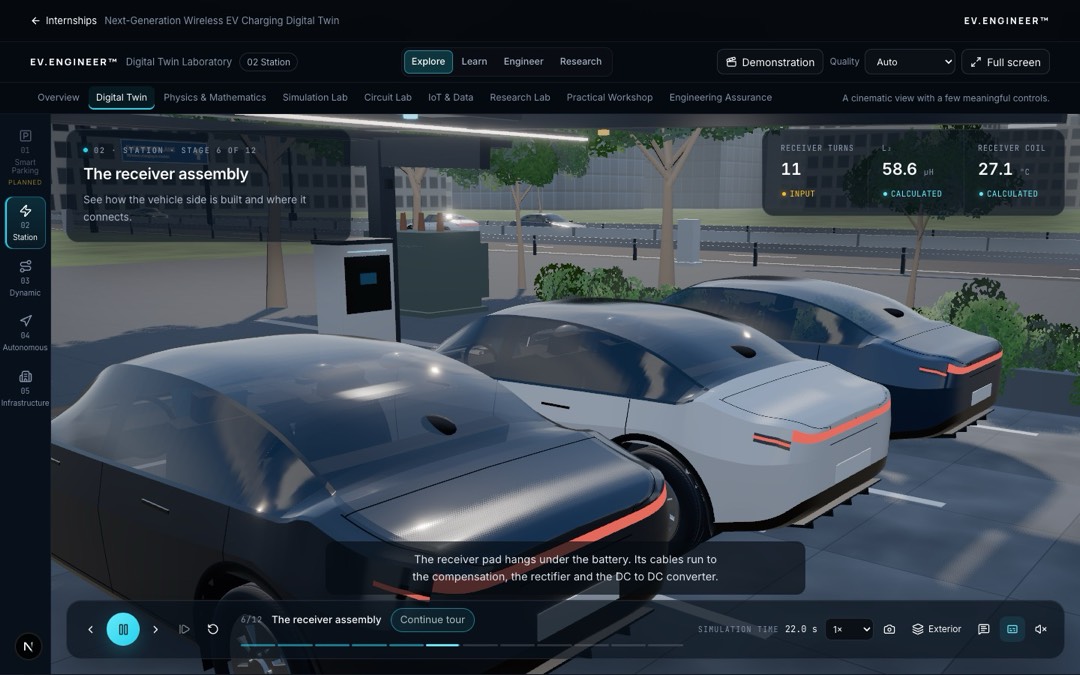 Internships Next-Generation Wireless EV Charging Digital Twin EV.ENGINEER™
EV.ENGINEER™ Digital Twin Laboratory 02 Station Explore Learn Engineer Research Demonstration Quality Auto Full screen
Overview Digital Twin Physics & Mathematics Simulation Lab Circuit Lab IoT & Data Research Lab Practical Workshop Engineering Assurance A cinematic view with a few meaningful controls.
01
Smart
Parking
PLANNED
02
Station
03
Dynamic
04
Autonomous
05
Infrastructure
02 · STATION · STAGE 6 OF 12
The receiver assembly
See how the vehicle side is built and where it
connects.
RECEIVER TURNS
11
INPUT
L₂
58.6 µH
CALCULATED
RECEIVER COIL
27.1 °C
CALCULATED
The receiver pad hangs under the battery. Its cables run to
the compensation, the rectifier and the DC to DC converter.
6/12 The receiver assembly Continue tour
SIMULATION TIME 22.0 s 1× Exterior
N